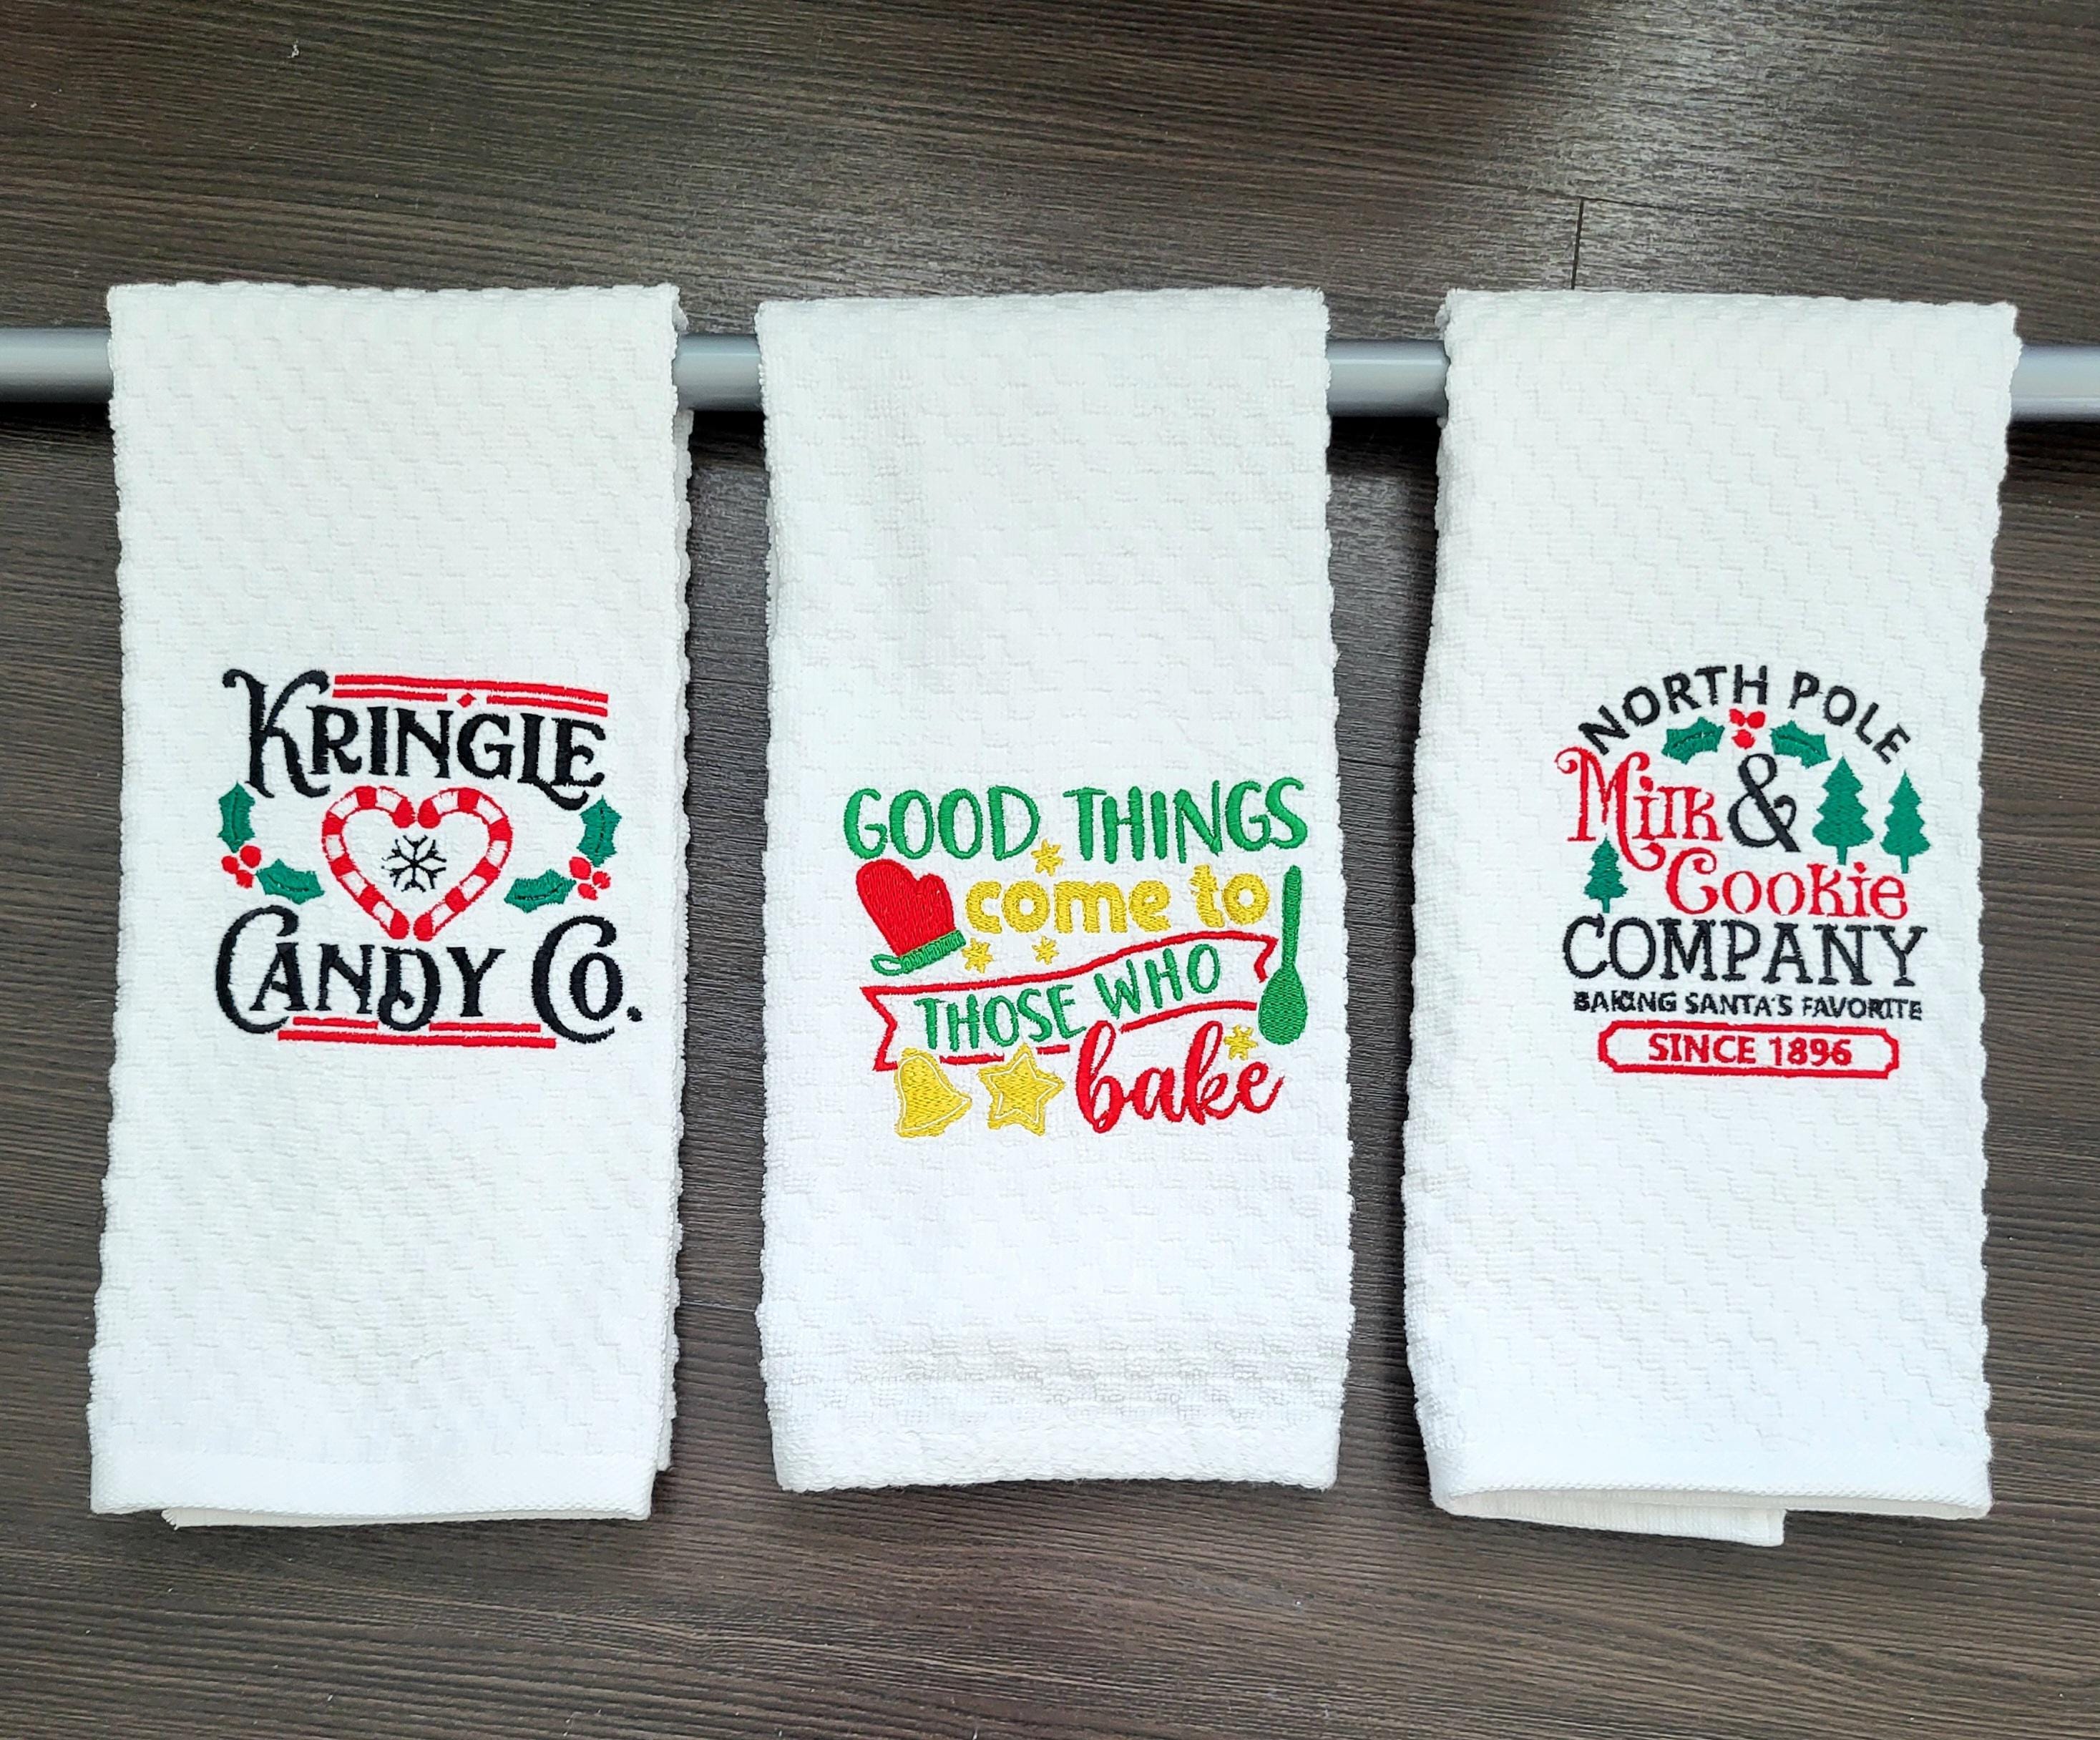 KRINGLE
CANDY CO.
GOOD THINGS
come to
THOSE WHO
bake
NORTH POLE
Milk &
Cookie
COMPANY
BAKING SANTA'S FAVORITE
SINCE 1896